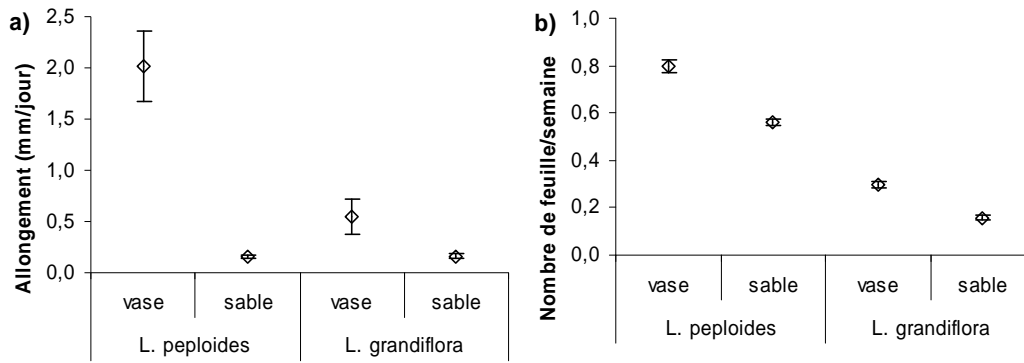 a)
Allongement (mm/jour)
2,5
2,0
1,5
1,0
0,5
0,0
vase sable vase sable
L. peploides L. grandiflora
b)
Nombre de feuille/semaine
1,0
0,8
0,6
0,4
0,2
0,0
vase sable vase sable
L. peploides L. grandiflora